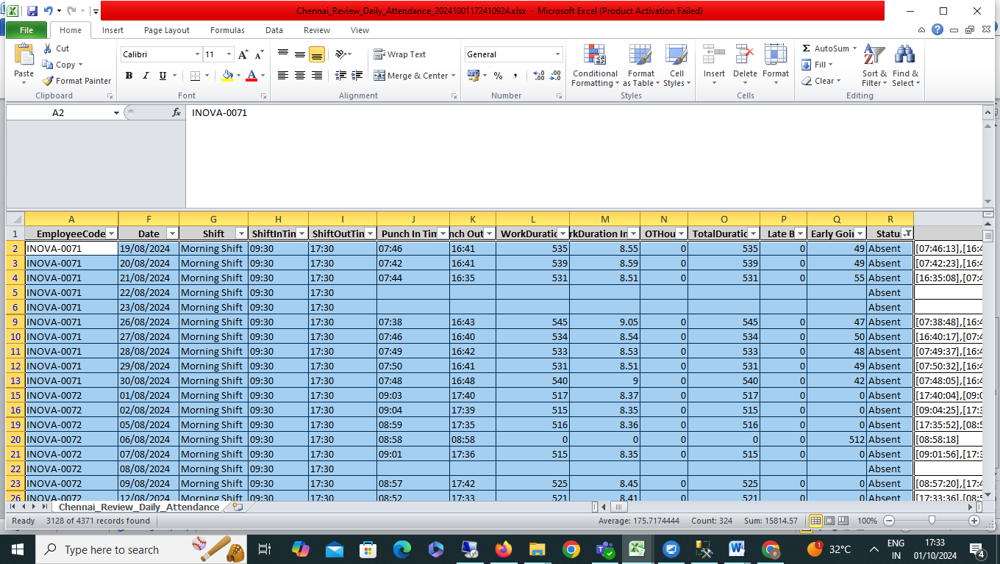 Chennai_Review_Daily_Attendance_20241001172410924.xlsx - Microsoft Excel (Product Activation Failed)
File Home Insert Page Layout Formulas Data Review View
Paste Cut Copy Format Painter Clipboard
Calibri 11 B I U Font
Wrap Text Merge & Center Alignment
General % , Number
Conditional Formatting Format as Table Cell Styles Styles
Insert Delete Format Cells
Σ AutoSum Fill Clear Sort & Filter Find & Select Editing
A2 fx INOVA-0071
A F G H I J K L M N O P Q R
1 EmployeeCode Date Shift ShiftInTim ShiftOutTim Punch In Tim nch Out WorkDuratio rkDuration In OTHou TotalDuratio Late B Early Goin Statu
2 INOVA-0071 19/08/2024 Morning Shift 09:30 17:30 07:46 16:41 535 8.55 0 535 0 49 Absent [07:46:13],[16:4
3 INOVA-0071 20/08/2024 Morning Shift 09:30 17:30 07:42 16:41 539 8.59 0 539 0 49 Absent [07:42:23],[16:4
4 INOVA-0071 21/08/2024 Morning Shift 09:30 17:30 07:44 16:35 531 8.51 0 531 0 55 Absent [16:35:08],[07:4
5 INOVA-0071 22/08/2024 Morning Shift 09:30 17:30 Absent
6 INOVA-0071 23/08/2024 Morning Shift 09:30 17:30 Absent
9 INOVA-0071 26/08/2024 Morning Shift 09:30 17:30 07:38 16:43 545 9.05 0 545 0 47 Absent [07:38:48],[16:4
10 INOVA-0071 27/08/2024 Morning Shift 09:30 17:30 07:46 16:40 534 8.54 0 534 0 50 Absent [16:40:17],[07:4
11 INOVA-0071 28/08/2024 Morning Shift 09:30 17:30 07:49 16:42 533 8.53 0 533 0 48 Absent [07:49:37],[16:4
12 INOVA-0071 29/08/2024 Morning Shift 09:30 17:30 07:50 16:41 531 8.51 0 531 0 49 Absent [07:50:32],[16:4
13 INOVA-0071 30/08/2024 Morning Shift 09:30 17:30 07:48 16:48 540 9 0 540 0 42 Absent [07:48:05],[16:4
15 INOVA-0072 01/08/2024 Morning Shift 09:30 17:30 09:03 17:40 517 8.37 0 517 0 0 Absent [17:40:04],[09:0
16 INOVA-0072 02/08/2024 Morning Shift 09:30 17:30 09:04 17:39 515 8.35 0 515 0 0 Absent [09:04:25],[17:3
19 INOVA-0072 05/08/2024 Morning Shift 09:30 17:30 08:59 17:35 516 8.36 0 516 0 0 Absent [17:35:52],[08:5
20 INOVA-0072 06/08/2024 Morning Shift 09:30 17:30 08:58 08:58 0 0 0 0 0 512 Absent [08:58:18]
21 INOVA-0072 07/08/2024 Morning Shift 09:30 17:30 09:01 17:36 515 8.35 0 515 0 0 Absent [09:01:56],[17:3
22 INOVA-0072 08/08/2024 Morning Shift 09:30 17:30 Absent
23 INOVA-0072 09/08/2024 Morning Shift 09:30 17:30 08:57 17:42 525 8.45 0 525 0 0 Absent [08:57:20],[17:4
26 INOVA-0072 12/08/2024 Morning Shift 09:30 17:30 08:52 17:33 521 8.41 0 521 0 0 Absent [17:33:36],[08:5
Chennai_Review_Daily_Attendance
Ready 3128 of 4371 records found Average: 175.7174444 Count: 324 Sum: 15814.57 100%
Type here to search 32°C ENG IN 17:33 01/10/2024 4